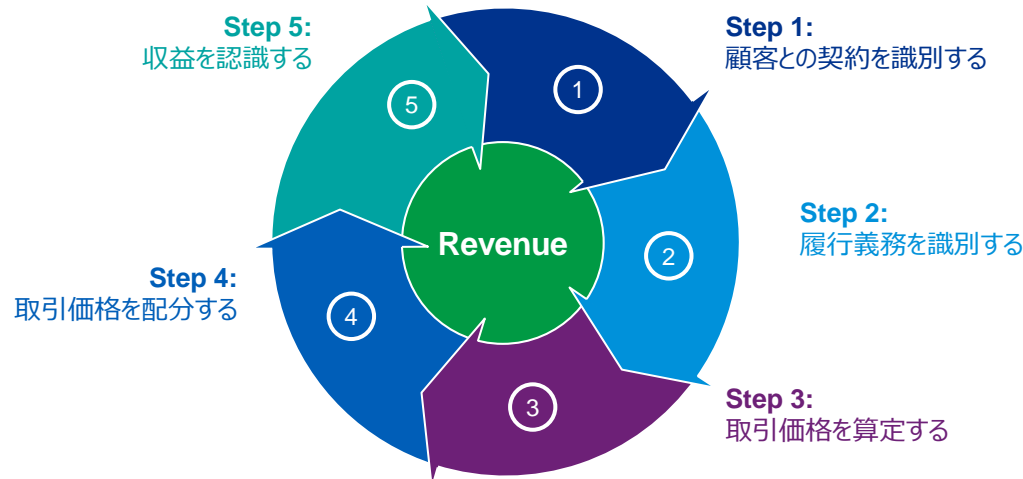 Step 1:
顧客との契約を識別する
1
Step 2:
履行義務を識別する
2
Step 3:
取引価格を算定する
3
Step 4:
取引価格を配分する
4
Step 5:
収益を認識する
5
Revenue